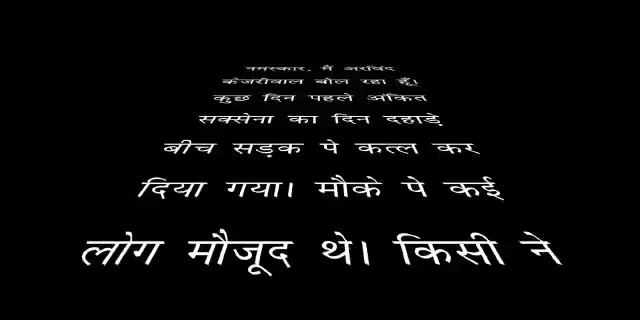 नमस्कार, मैं अरविंद
केजरीवाल बोल रहा हूँ।
कुछ दिन पहले अंकित
सक्सेना का दिन दहाड़े
बीच सड़क पे कत्ल कर
दिया गया। मौके पे कई
लोग मौजूद थे। किसी ने